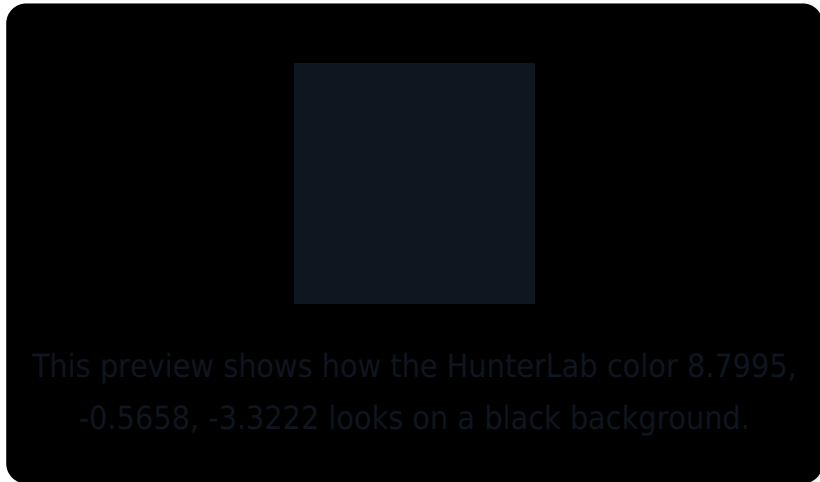 This preview shows how the HunterLab color 8.7995,
-0.5658, -3.3222 looks on a black background.